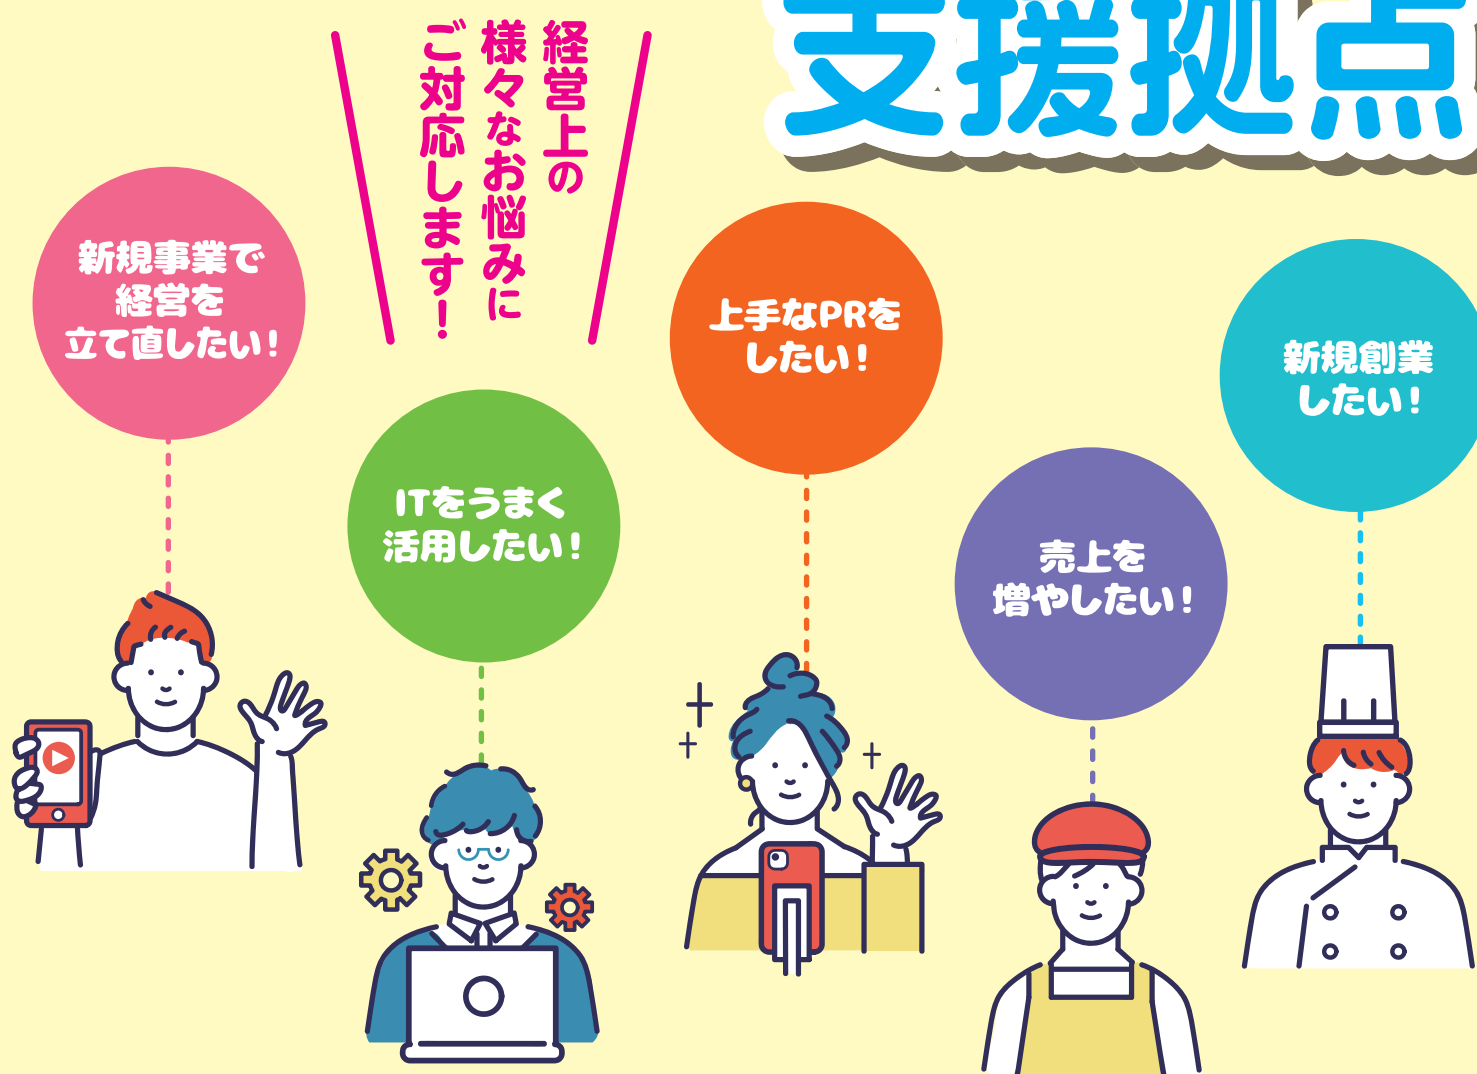 支援拠点
経営上の
様々なお悩みに
ご対応します!
新規事業で
経営を
立て直したい!
ITをうまく
活用したい!
上手なPRを
したい!
売上を
増やしたい!
新規創業
したい!